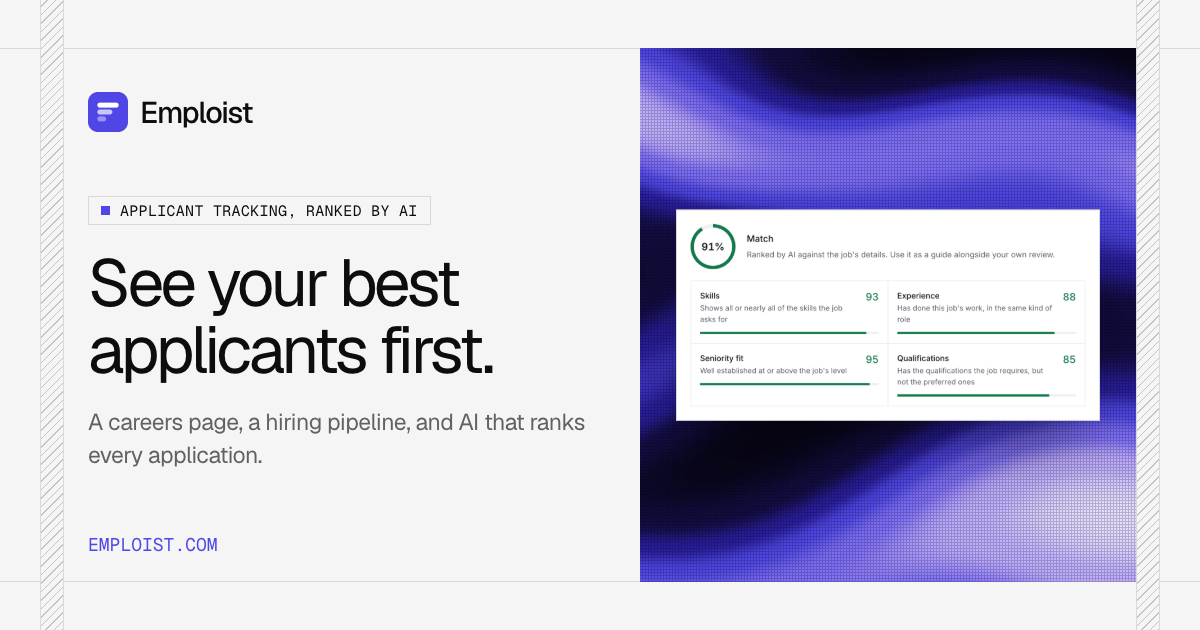 Emploist
APPLICANT TRACKING, RANKED BY AI
See your best
applicants first.
A careers page, a hiring pipeline, and AI that ranks
every application.
EMPLOIST.COM
91%
Match
Ranked by AI against the job's details. Use it as a guide alongside your own review.
Skills
93
Shows all or nearly all of the skills the job
asks for
Experience
88
Has done this job's work, in the same kind of
role
Seniority fit
95
Well established at or above the job's level
Qualifications
85
Has the qualifications the job requires, but
not the preferred ones